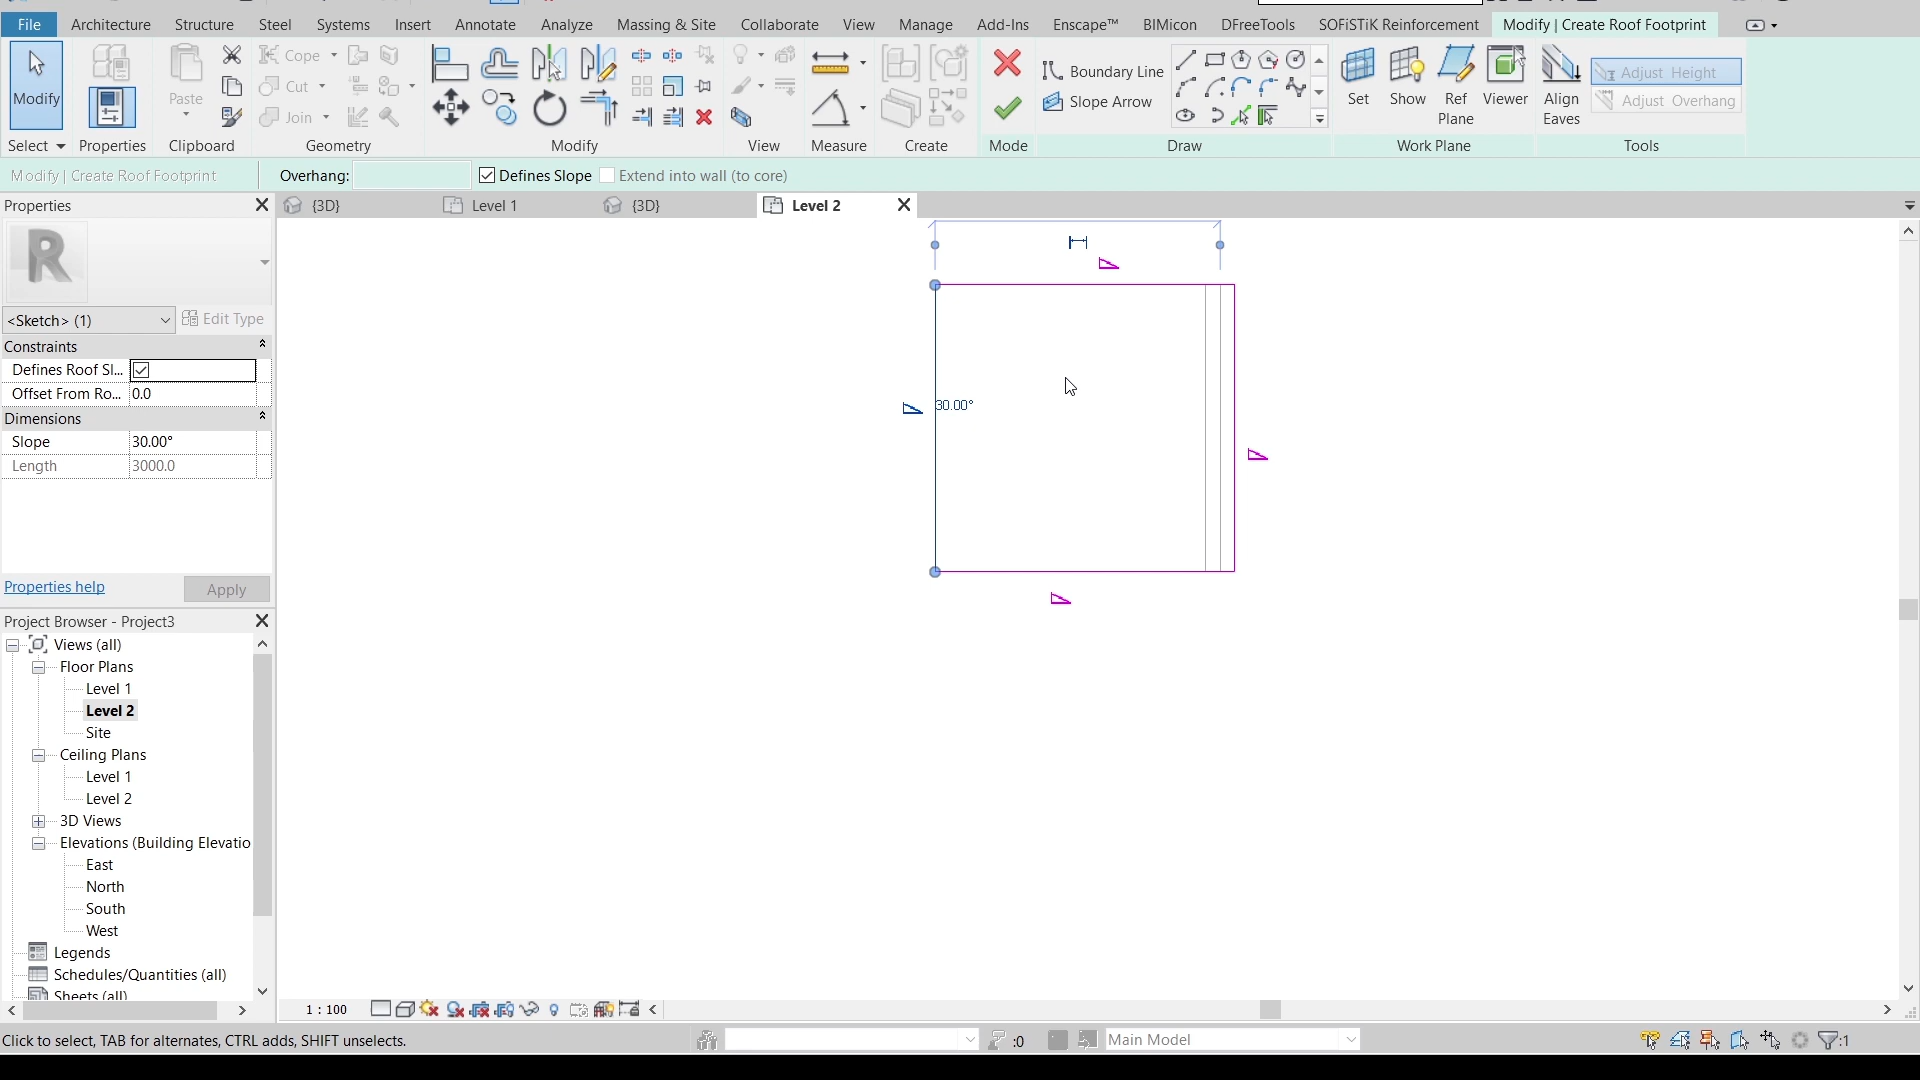 File Architecture Structure Steel Systems Insert Annotate Analyze Massing & Site Collaborate View Manage Add-Ins Enscape™ BIMicon DFreeTools SOFiSTiK Reinforcement Modify | Create Roof Footprint
Modify
Paste
Cope
Cut
Join
Boundary Line
Slope Arrow
Set Show Ref Plane Viewer
Align Eaves
Adjust Height
Adjust Overhang
Select Properties Clipboard Geometry Modify View Measure Create Mode Draw Work Plane Tools
Modify | Create Roof Footprint Overhang: Defines Slope Extend into wall (to core)
Properties
{3D} Level 1 {3D} Level 2
R
<Sketch> (1) Edit Type
Constraints
Defines Roof Sl...
Offset From Ro... 0.0
Dimensions
Slope 30.00°
Length 3000.0
30.00°
Properties help Apply
Project Browser - Project3
Views (all)
Floor Plans
Level 1
Level 2
Site
Ceiling Plans
Level 1
Level 2
3D Views
Elevations (Building Elevatio
East
North
South
West
Legends
Schedules/Quantities (all)
Sheets (all)
1 : 100
Click to select, TAB for alternates, CTRL adds, SHIFT unselects. :0 Main Model :1